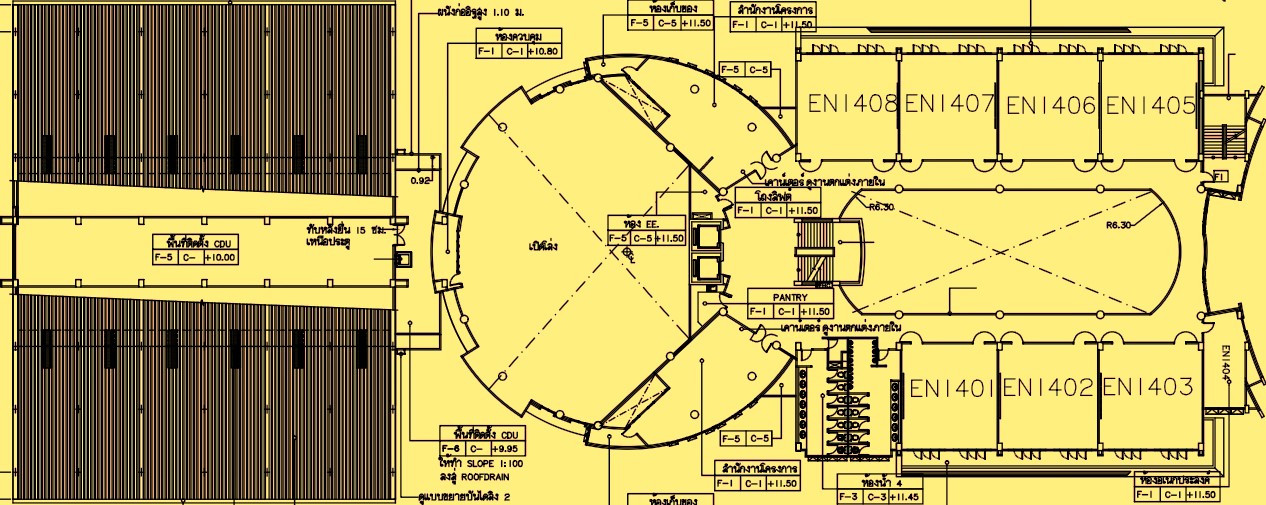 ผนังก่ออิฐสูง 1.10 ม.
ห้องควบคุม
F-1 C-1 +10.80
ห้องเก็บของ
F-5 C-5 +11.50
สำนักงานโครงการ
F-1 C-1 +11.50
F-5 C-5
EN1408
EN1407
EN1406
EN1405
0.92
เคาน์เตอร์ ดูงานตกแต่งภายใน
โถงลิฟต์
F-1 C-1 +11.50
F1
R6.30
R6.30
ห้อง EE.
F-5 C-5 +11.50
ทับหลังยื่น 15 ซม.
เหนือประตู
พื้นที่ติดตั้ง CDU
F-5 C- +10.00
เปิดโล่ง
PANTRY
F-1 C-1 +11.50
เคาน์เตอร์ ดูงานตกแต่งภายใน
EN1401
EN1402
EN1403
EN1404
พื้นที่ติดตั้ง CDU
F-6 C- +9.95
ให้ทำ SLOPE 1:100
ลงสู่ ROOFDRAIN
F-5 C-5
สำนักงานโครงการ
F-1 C-1 +11.50
ห้องน้ำ 4
F-3 C-3 +11.45
ห้องอเนกประสงค์
F-1 C-1 +11.50
ดูแบบขยายบันไดลิง 2
ห้องเก็บของ